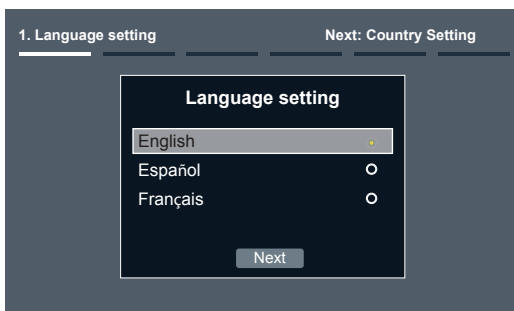 1. Language setting
Next: Country Setting
Language setting
English
Español
Français
Next